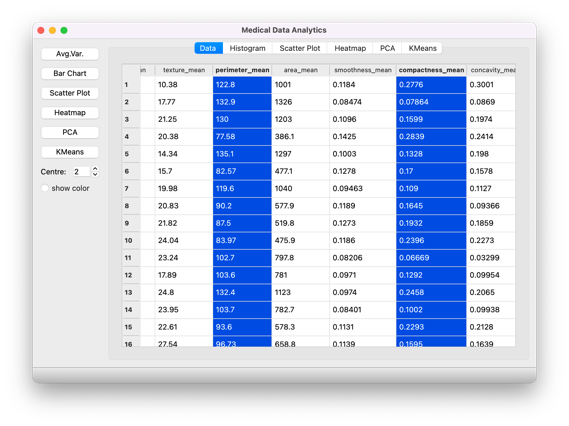 Medical Data Analytics
Data Histogram Scatter Plot Heatmap PCA KMeans
Avg.Var.
Bar Chart
Scatter Plot
Heatmap
PCA
KMeans
Centre: 2
show color
texture_mean perimeter_mean area_mean smoothness_mean compactness_mean
1 10.38 122.8 1001 0.1184 0.2776 0.3001
2 17.77 132.9 1326 0.08474 0.07864 0.0869
3 21.25 130 1203 0.1096 0.1599 0.1974
4 20.38 77.58 386.1 0.1425 0.2839 0.2414
5 14.34 135.1 1297 0.1003 0.1328 0.198
6 15.7 82.57 477.1 0.1278 0.17 0.1578
7 19.98 119.6 1040 0.09463 0.109 0.1127
8 20.83 90.2 577.9 0.1189 0.1645 0.09366
9 21.82 87.5 519.8 0.1273 0.1932 0.1859
10 24.04 83.97 475.9 0.1186 0.2396 0.2273
11 23.24 102.7 797.8 0.08206 0.06669 0.03299
12 17.89 103.6 781 0.0971 0.1292 0.09954
13 24.8 132.4 1123 0.0974 0.2458 0.2065
14 23.95 103.7 782.7 0.08401 0.1002 0.09938
15 22.61 93.6 578.3 0.1131 0.2293 0.2128
16 27.54 96.73 658.8 0.1139 0.1595 0.1639